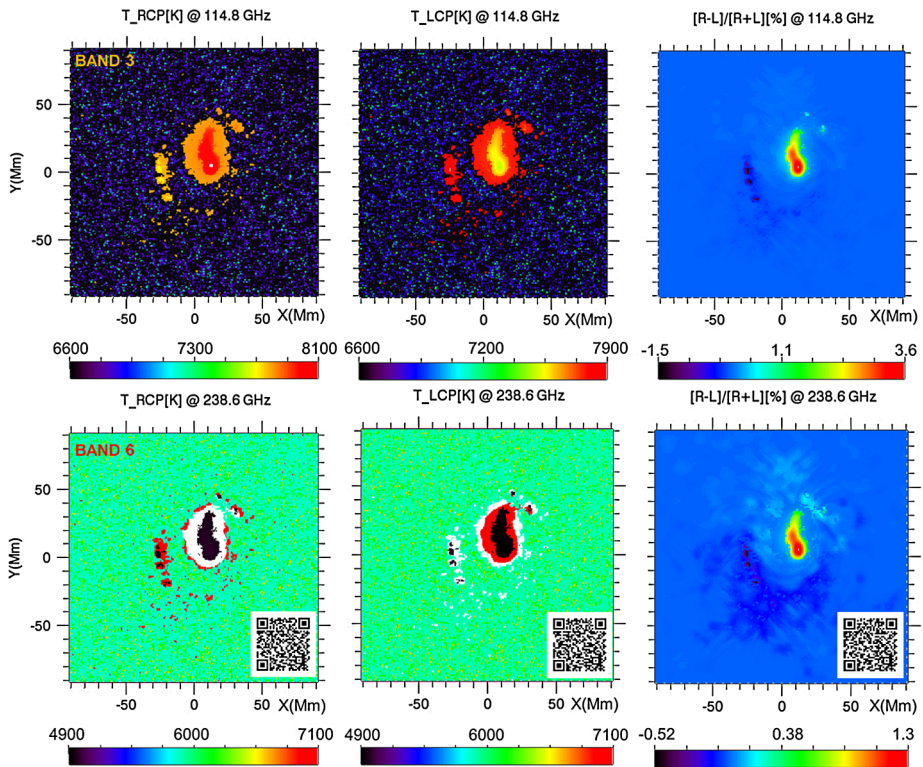 T_RCP[K] @ 114.8 GHz
T_LCP[K] @ 114.8 GHz
[R-L]/[R+L][%] @ 114.8 GHz
BAND 3
50
0
-50
Y(Mm)
-50 0 50 X(Mm)
-50 0 50 X(Mm)
-50 0 50 X(Mm)
6600 7300 8100
6600 7200 7900
-1.5 1.1 3.6
T_RCP[K] @ 238.6 GHz
T_LCP[K] @ 238.6 GHz
[R-L]/[R+L][%] @ 238.6 GHz
BAND 6
50
0
-50
Y(Mm)
-50 0 50 X(Mm)
-50 0 50 X(Mm)
-50 0 50 X(Mm)
4900 6000 7100
4900 6000 7100
-0.52 0.38 1.3